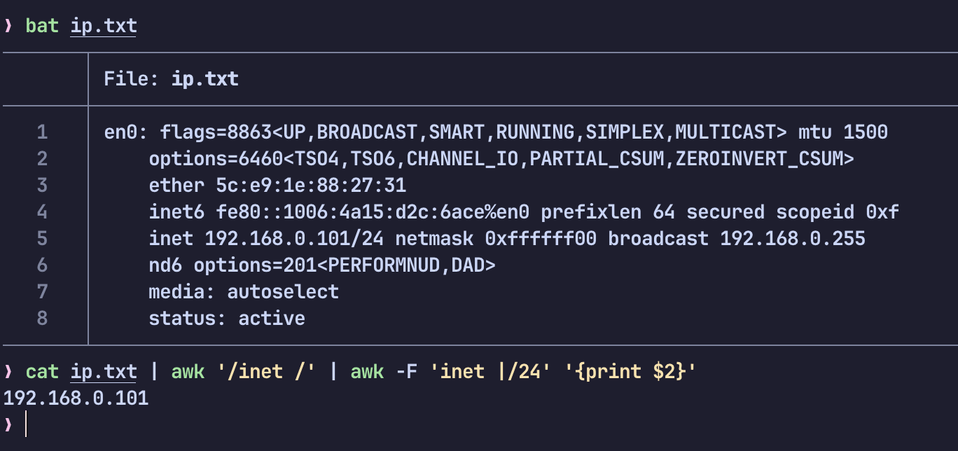 ❯ bat ip.txt
File: ip.txt
1 en0: flags=8863<UP,BROADCAST,SMART,RUNNING,SIMPLEX,MULTICAST> mtu 1500
2 options=6460<TSO4,TSO6,CHANNEL_IO,PARTIAL_CSUM,ZEROINVERT_CSUM>
3 ether 5c:e9:1e:88:27:31
4 inet6 fe80::1006:4a15:d2c:6ace%en0 prefixlen 64 secured scopeid 0xf
5 inet 192.168.0.101/24 netmask 0xffffff00 broadcast 192.168.0.255
6 nd6 options=201<PERFORMNUD,DAD>
7 media: autoselect
8 status: active
❯ cat ip.txt | awk '/inet /' | awk -F 'inet |/24' '{print $2}'
192.168.0.101
❯